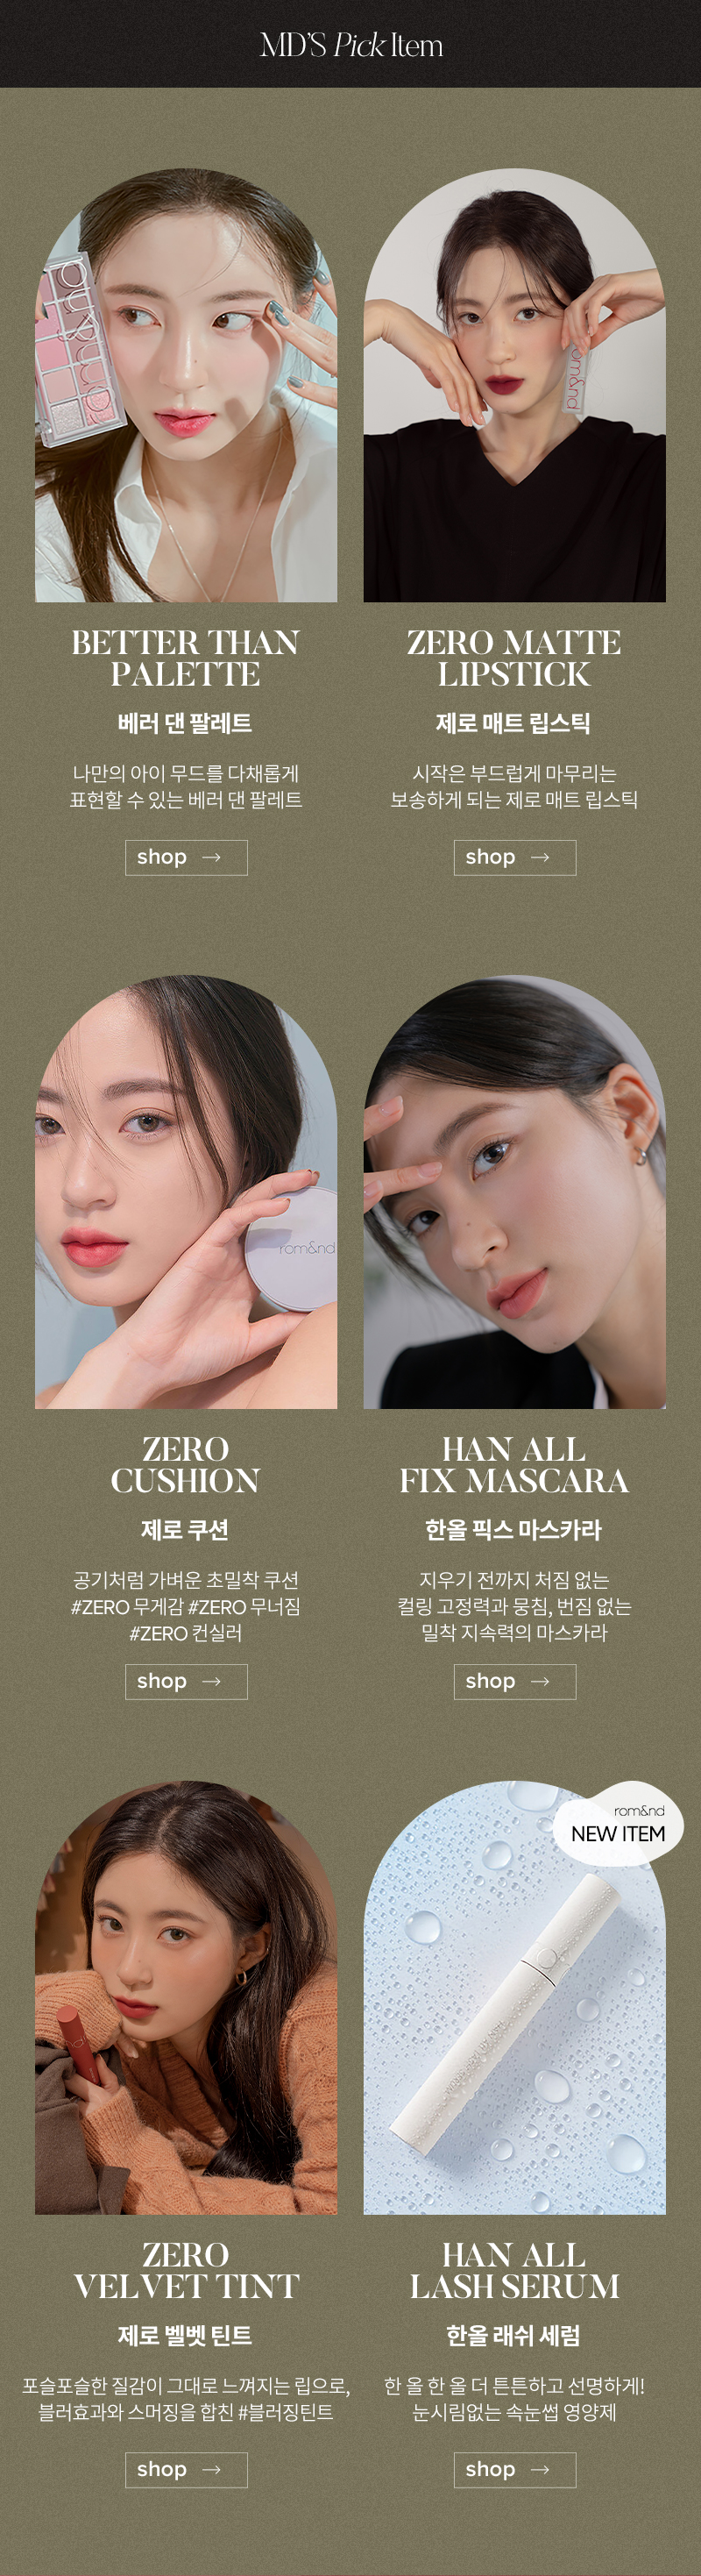 MD'S Pick Item
rom&nd
BETTER THAN
PALETTE
베러 댄 팔레트
나만의 아이 무드를 다채롭게
표현할 수 있는 베러 댄 팔레트
shop →
rom&nd
ZERO MATTE
LIPSTICK
제로 매트 립스틱
시작은 부드럽게 마무리는
보송하게 되는 제로 매트 립스틱
shop →
rom&nd
ZERO
CUSHION
제로 쿠션
공기처럼 가벼운 초밀착 쿠션
#ZERO 무게감 #ZERO 무너짐
#ZERO 컨실러
shop →
HAN ALL
FIX MASCARA
한올 픽스 마스카라
지우기 전까지 처짐 없는
컬링 고정력과 뭉침, 번짐 없는
밀착 지속력의 마스카라
shop →
ZERO
VELVET TINT
제로 벨벳 틴트
포슬포슬한 질감이 그대로 느껴지는 립으로,
블러효과와 스머징을 합친 #블러징틴트
shop →
rom&nd
NEW ITEM
HAN ALL
LASH SERUM
한올 래쉬 세럼
한 올 한 올 더 튼튼하고 선명하게!
눈시림없는 속눈썹 영양제
shop →